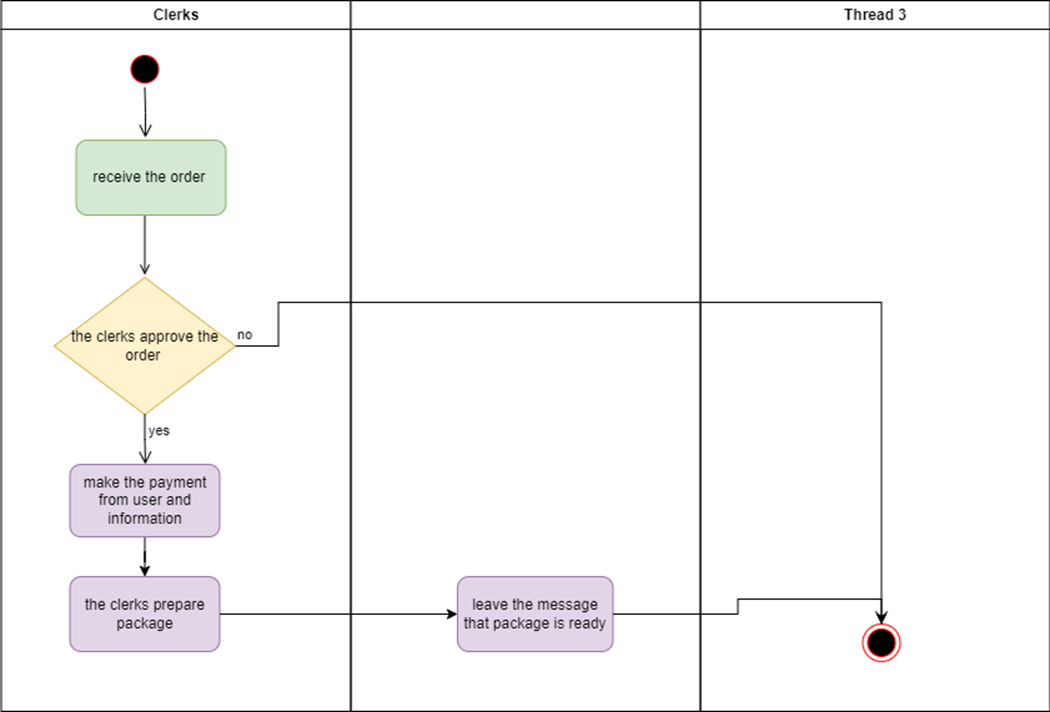 Clerks
Thread 3
receive the order
the clerks approve the
order
no
yes
make the payment
from user and
information
the clerks prepare
package
leave the message
that package is ready